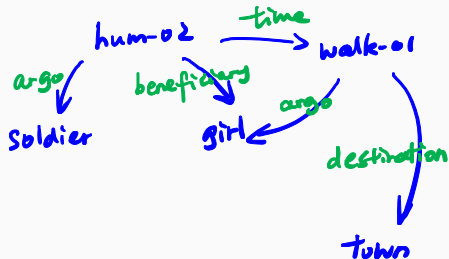 time
hum-02 walk-01
arg0 beneficiary
arg0
soldier girl
destination
town